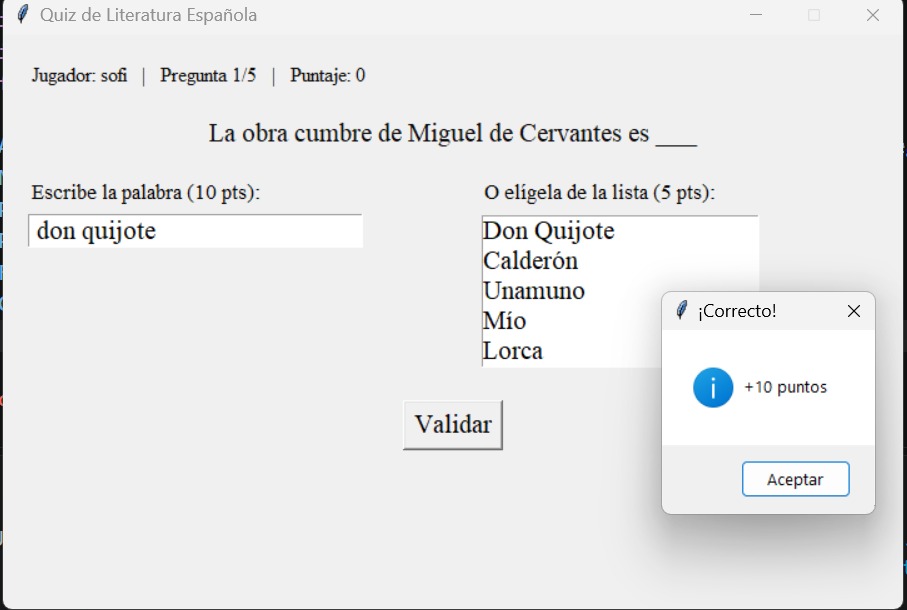 Quiz de Literatura Española
Jugador: sofi | Pregunta 1/5 | Puntaje: 0
La obra cumbre de Miguel de Cervantes es ____
Escribe la palabra (10 pts):
don quijote
O elígela de la lista (5 pts):
Don Quijote
Calderón
Unamuno
Mío
Lorca
Validar
¡Correcto!
+10 puntos
Aceptar